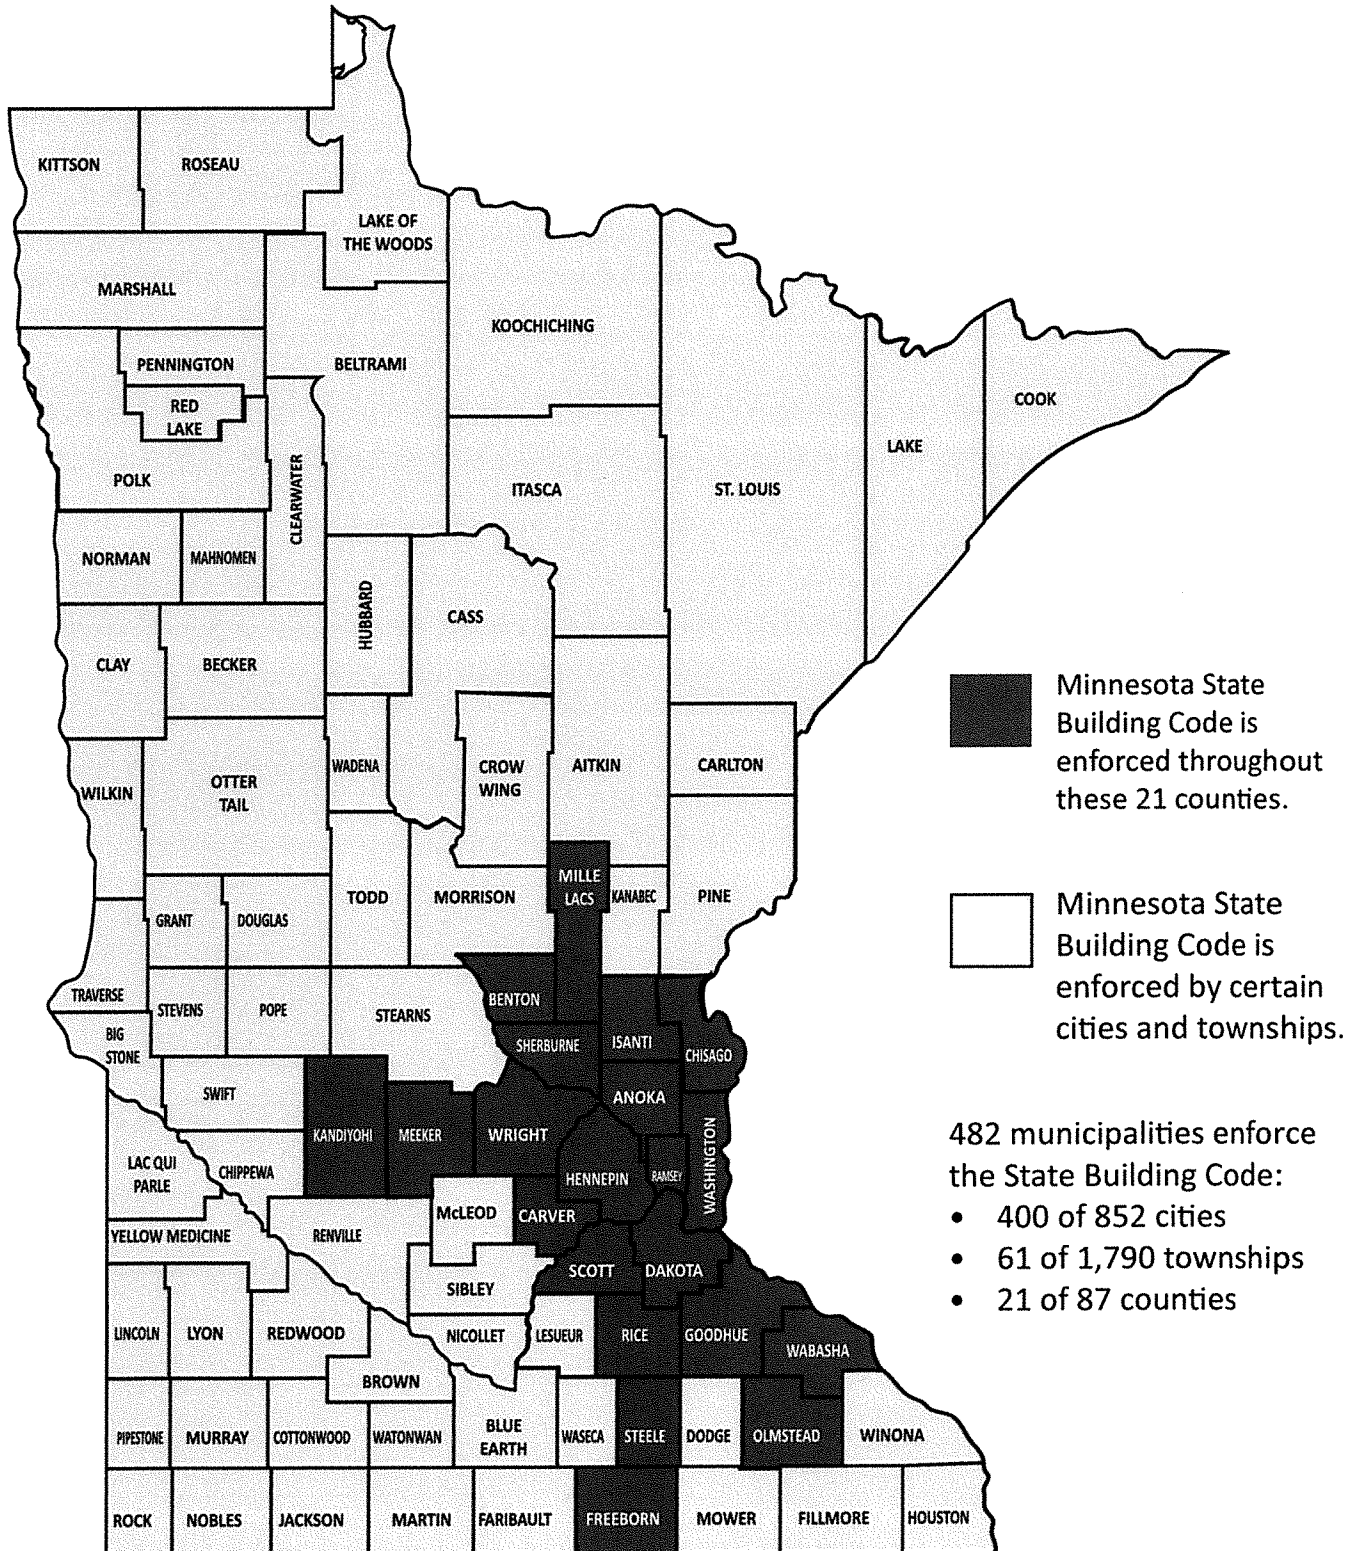 KITTSON
ROSEAU
LAKE OF
THE WOODS
MARSHALL
KOOCHICHING
PENNINGTON
BELTRAMI
RED
LAKE
COOK
LAKE
POLK
CLEARWATER
ITASCA
ST. LOUIS
NORMAN
MAHNOMEN
HUBBARD
CASS
CLAY
BECKER
WILKIN
OTTER
TAIL
WADENA
CROW
WING
AITKIN
CARLTON
MILLE
LACS
KANABEC
PINE
TODD
MORRISON
GRANT
DOUGLAS
TRAVERSE
STEVENS
POPE
STEARNS
BENTON
BIG
STONE
SHERBURNE
ISANTI
CHISAGO
SWIFT
ANOKA
KANDIYOHI
MEEKER
WRIGHT
WASHINGTON
LAC QUI
PARLE
CHIPPEWA
HENNEPIN
RAMSEY
McLEOD
CARVER
YELLOW MEDICINE
RENVILLE
SCOTT
DAKOTA
SIBLEY
LINCOLN
LYON
REDWOOD
NICOLLET
LESUEUR
RICE
GOODHUE
WABASHA
BROWN
PIPESTONE
MURRAY
COTTONWOOD
WATONWAN
BLUE
EARTH
WASECA
STEELE
DODGE
OLMSTEAD
WINONA
ROCK
NOBLES
JACKSON
MARTIN
FARIBAULT
FREEBORN
MOWER
FILLMORE
HOUSTON
Minnesota State
Building Code is
enforced throughout
these 21 counties.
Minnesota State
Building Code is
enforced by certain
cities and townships.
482 municipalities enforce
the State Building Code:
• 400 of 852 cities
• 61 of 1,790 townships
• 21 of 87 counties